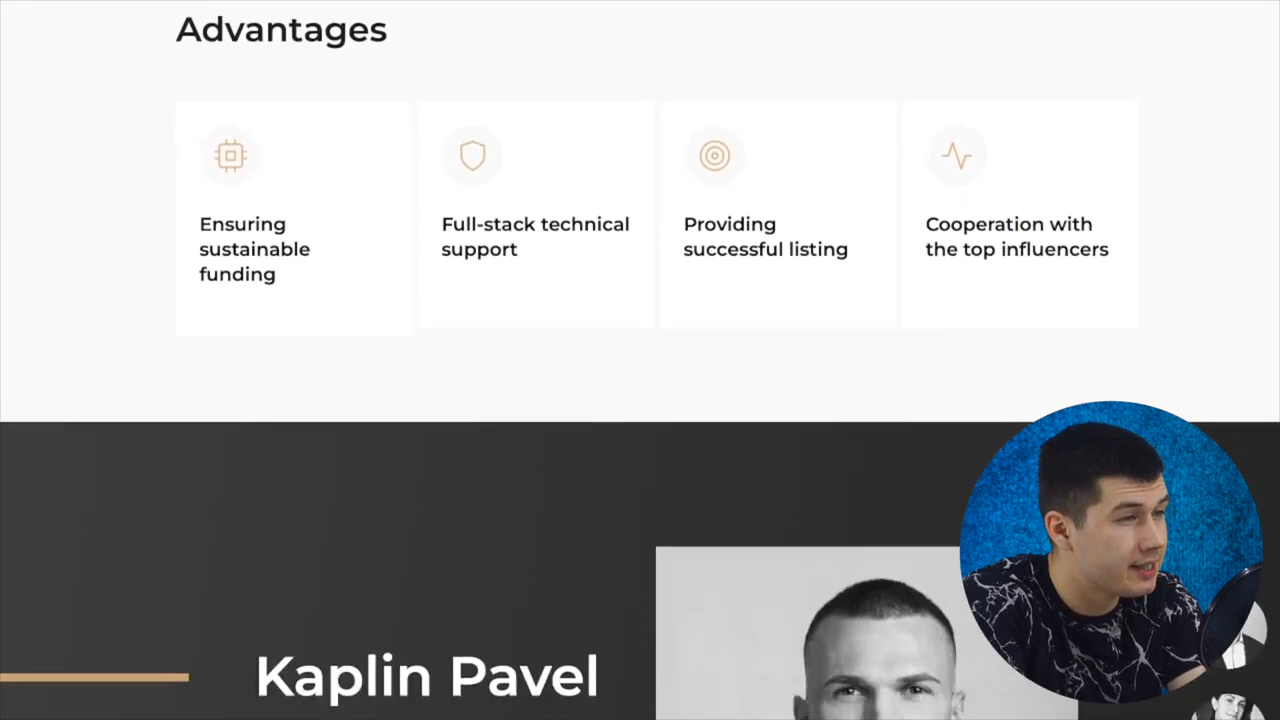 Advantages
Ensuring
sustainable
funding
Full-stack technical
support
Providing
successful listing
Cooperation with
the top influencers
Kaplin Pavel